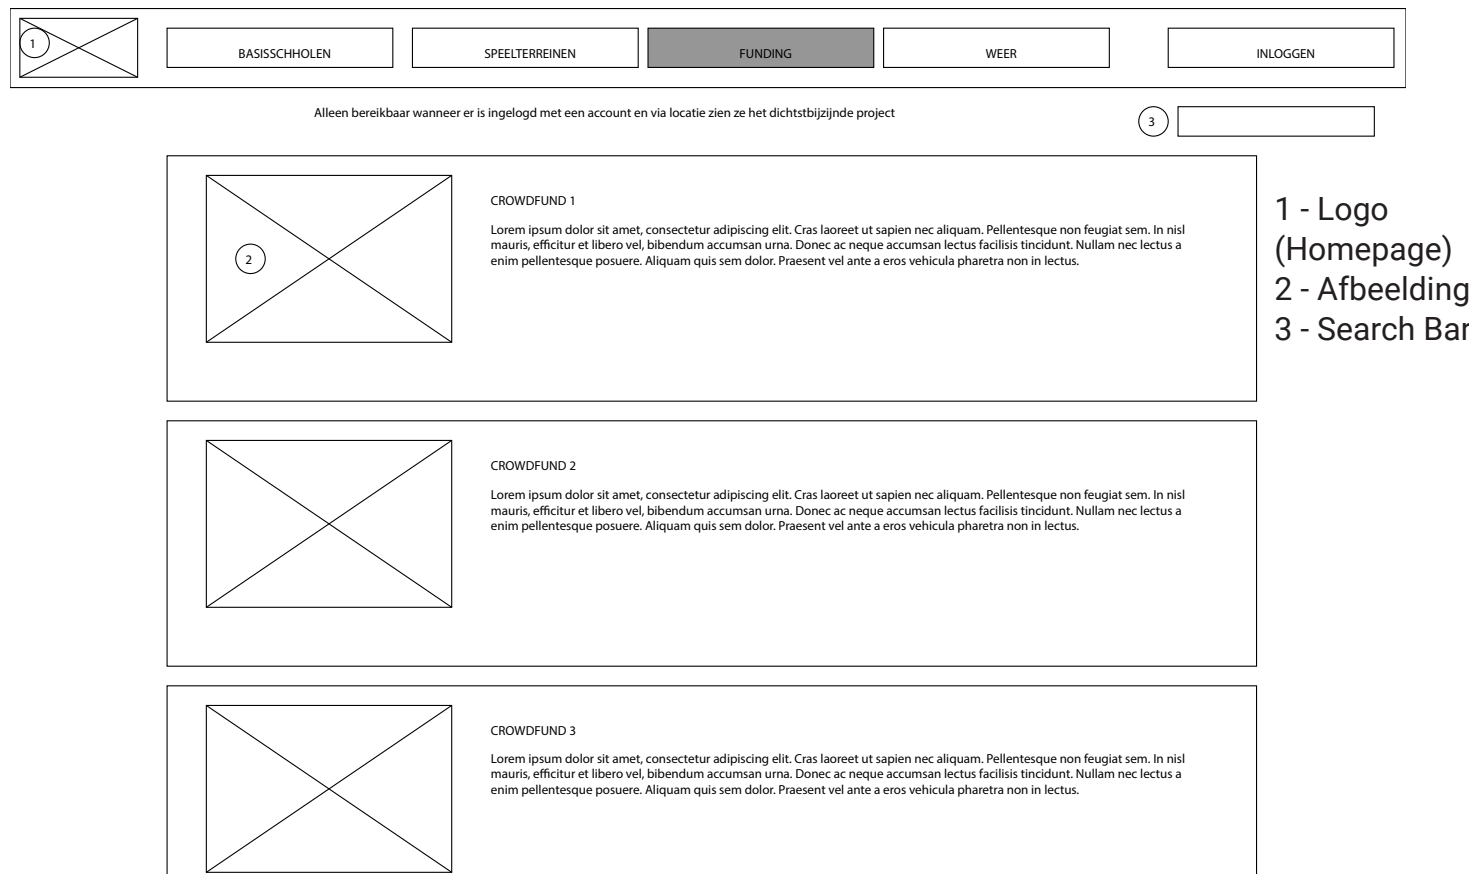 1
BASISSCHHOLEN
SPEELTERREINEN
FUNDING
WEER
INLOGGEN
Alleen bereikbaar wanneer er is ingelogd met een account en via locatie zien ze het dichtstbijzijnde project
3
CROWDFUND 1
Lorem ipsum dolor sit amet, consectetur adipiscing elit. Cras laoreet ut sapien nec aliquam. Pellentesque non feugiat sem. In nisl
mauris, efficitur et libero vel, bibendum accumsan urna. Donec ac neque accumsan lectus facilisis tincidunt. Nullam nec lectus a
enim pellentesque posuere. Aliquam quis sem dolor. Praesent vel ante a eros vehicula pharetra non in lectus.
2
1 - Logo
(Homepage)
2 - Afbeelding
3 - Search Bar
CROWDFUND 2
Lorem ipsum dolor sit amet, consectetur adipiscing elit. Cras laoreet ut sapien nec aliquam. Pellentesque non feugiat sem. In nisl
mauris, efficitur et libero vel, bibendum accumsan urna. Donec ac neque accumsan lectus facilisis tincidunt. Nullam nec lectus a
enim pellentesque posuere. Aliquam quis sem dolor. Praesent vel ante a eros vehicula pharetra non in lectus.
CROWDFUND 3
Lorem ipsum dolor sit amet, consectetur adipiscing elit. Cras laoreet ut sapien nec aliquam. Pellentesque non feugiat sem. In nisl
mauris, efficitur et libero vel, bibendum accumsan urna. Donec ac neque accumsan lectus facilisis tincidunt. Nullam nec lectus a
enim pellentesque posuere. Aliquam quis sem dolor. Praesent vel ante a eros vehicula pharetra non in lectus.